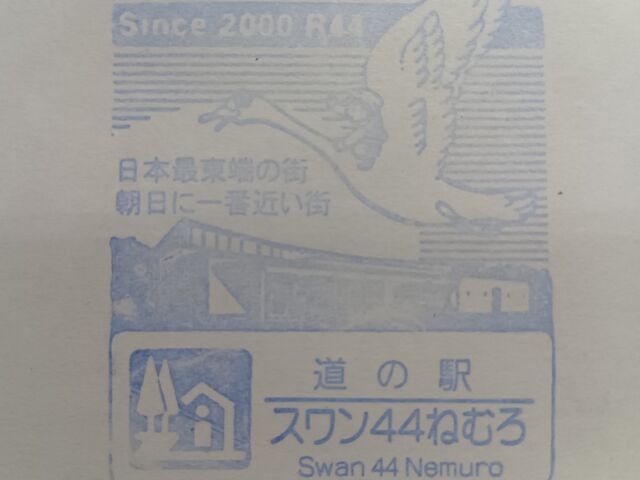 Since 2000 R44
日本最東端の街
朝日に一番近い街
道の駅
スワン44ねむろ
Swan 44 Nemuro